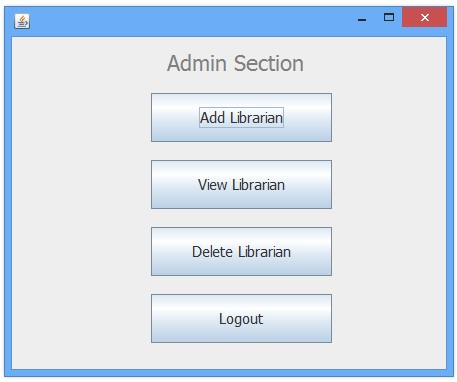 Admin Section
Add Librarian
View Librarian
Delete Librarian
Logout